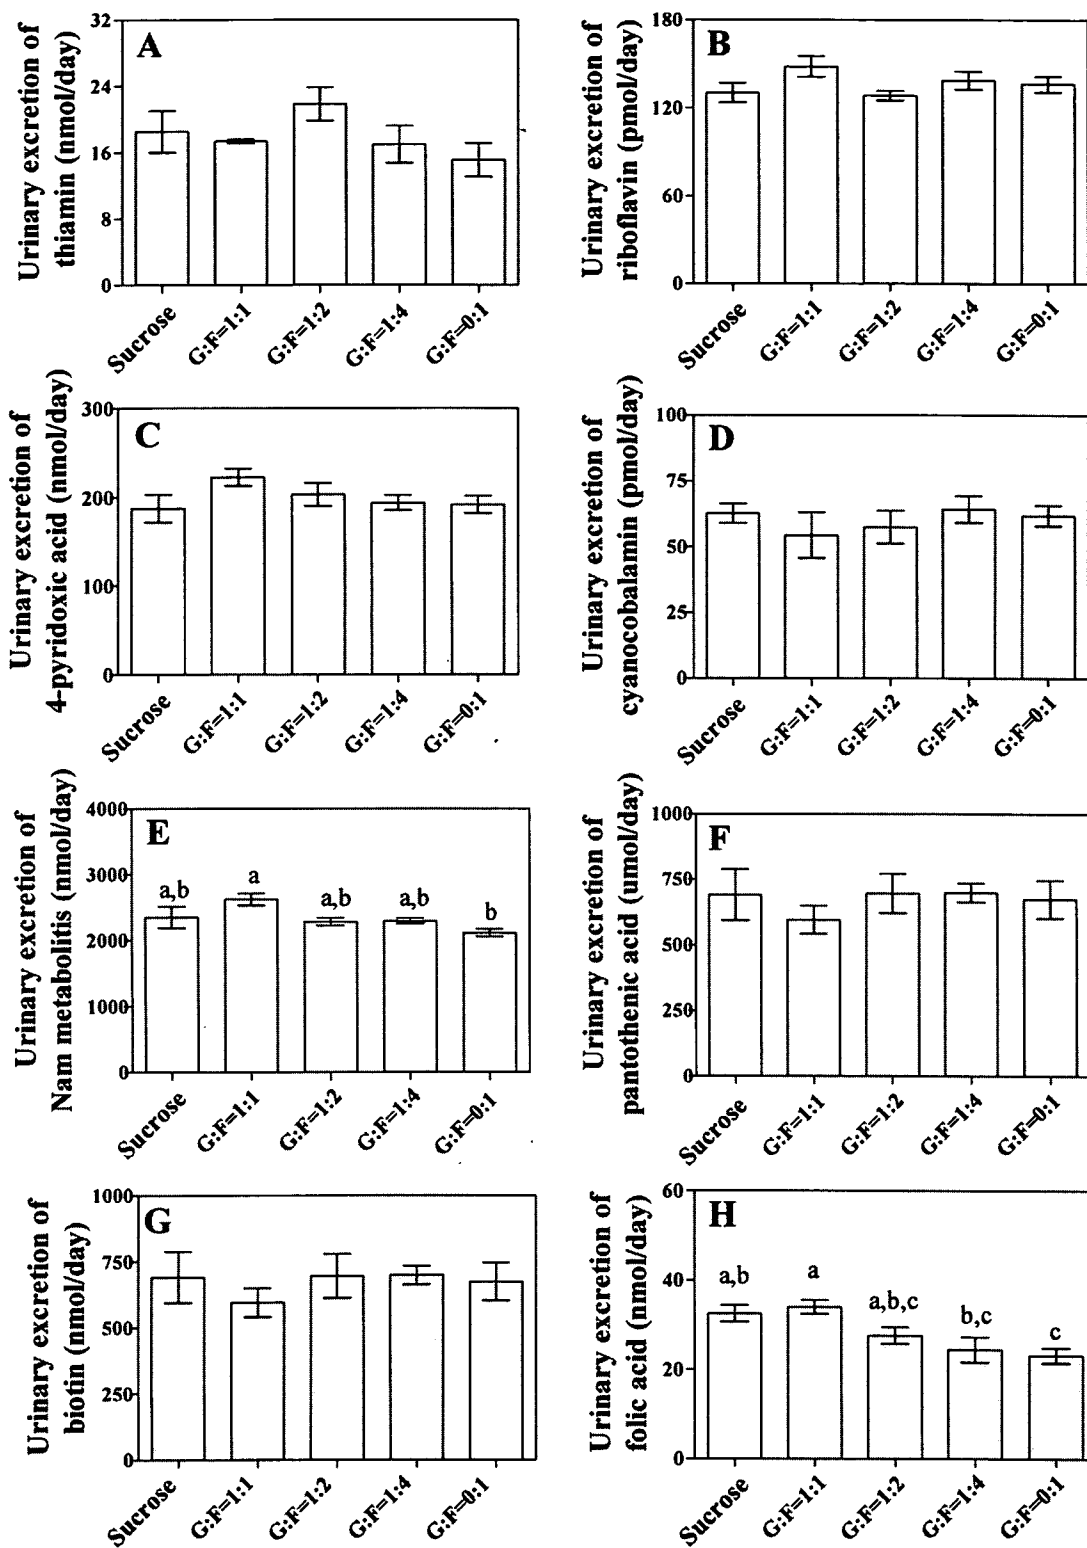 A
Urinary excretion of
thiamin (nmol/day)
32
24
16
8
0
Sucrose
G:F=1:1
G:F=1:2
G:F=1:4
G:F=0:1
B
Urinary excretion of
riboflavin (pmol/day)
180
120
60
0
Sucrose
G:F=1:1
G:F=1:2
G:F=1:4
G:F=0:1
C
Urinary excretion of
4-pyridoxic acid (nmol/day)
300
200
100
0
Sucrose
G:F=1:1
G:F=1:2
G:F=1:4
G:F=0:1
D
Urinary excretion of
cyanocobalamin (pmol/day)
100
75
50
25
0
Sucrose
G:F=1:1
G:F=1:2
G:F=1:4
G:F=0:1
E
Urinary excretion of
Nam metabolitis (nmol/day)
4000
3000
2000
1000
0
a,b
a
a,b
a,b
b
Sucrose
G:F=1:1
G:F=1:2
G:F=1:4
G:F=0:1
F
Urinary excretion of
pantothenic acid (umol/day)
1000
750
500
250
0
Sucrose
G:F=1:1
G:F=1:2
G:F=1:4
G:F=0:1
G
Urinary excretion of
biotin (nmol/day)
1000
750
500
250
0
Sucrose
G:F=1:1
G:F=1:2
G:F=1:4
G:F=0:1
H
Urinary excretion of
folic acid (nmol/day)
60
40
20
0
a,b
a
a,b,c
b,c
c
Sucrose
G:F=1:1
G:F=1:2
G:F=1:4
G:F=0:1